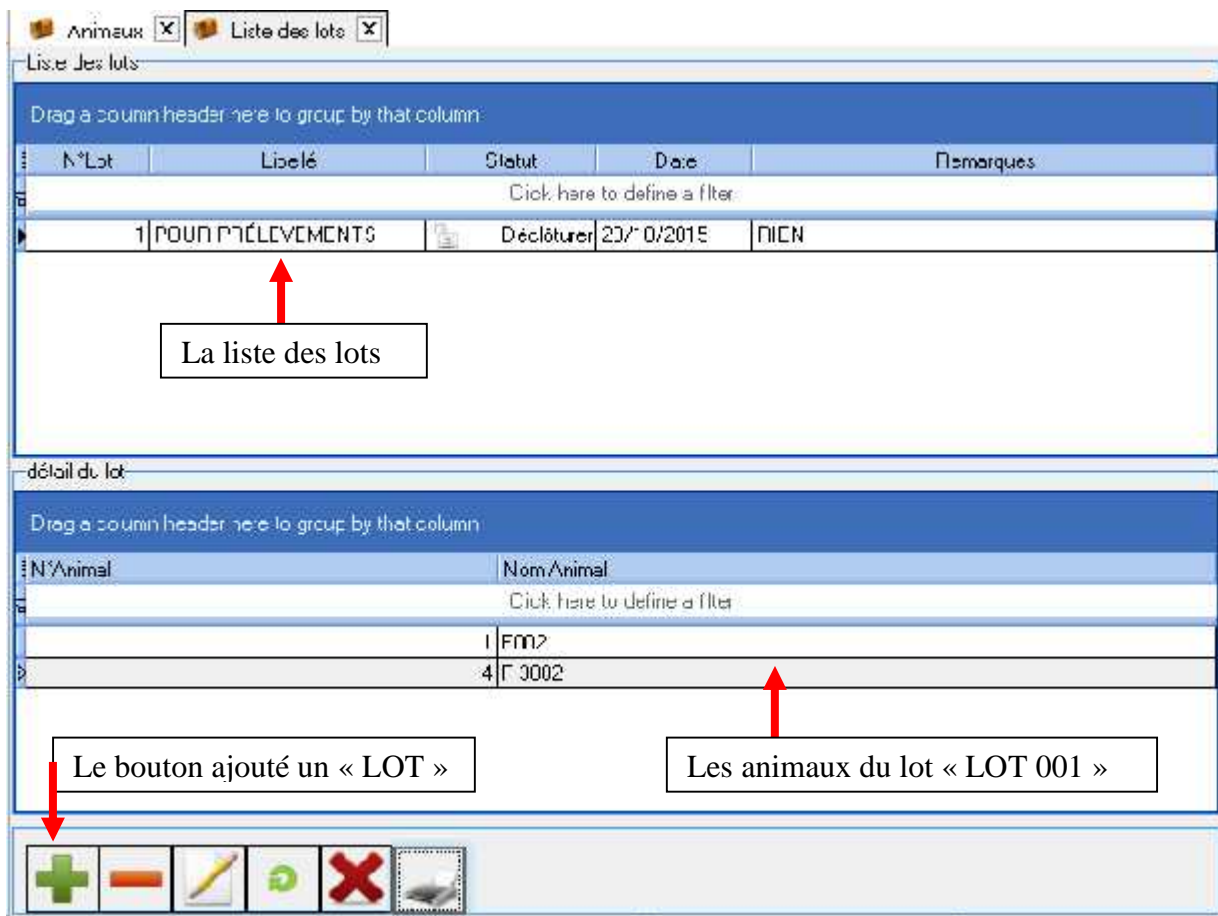 Animaux Liste des lots
Liste des lots
Drag a column header here to group by that column
N°Lot Libelé Statut Date Remarques
Click here to define a filter
1 POUR PRÉLEVEMENTS Déclôturer /10/2015 RIEN
La liste des lots
détail du lot
Drag a column header here to group by that column
N°Animal Nom Animal
Click here to define a filter
1
4
Le bouton ajouté un « LOT »
Les animaux du lot « LOT 001 »